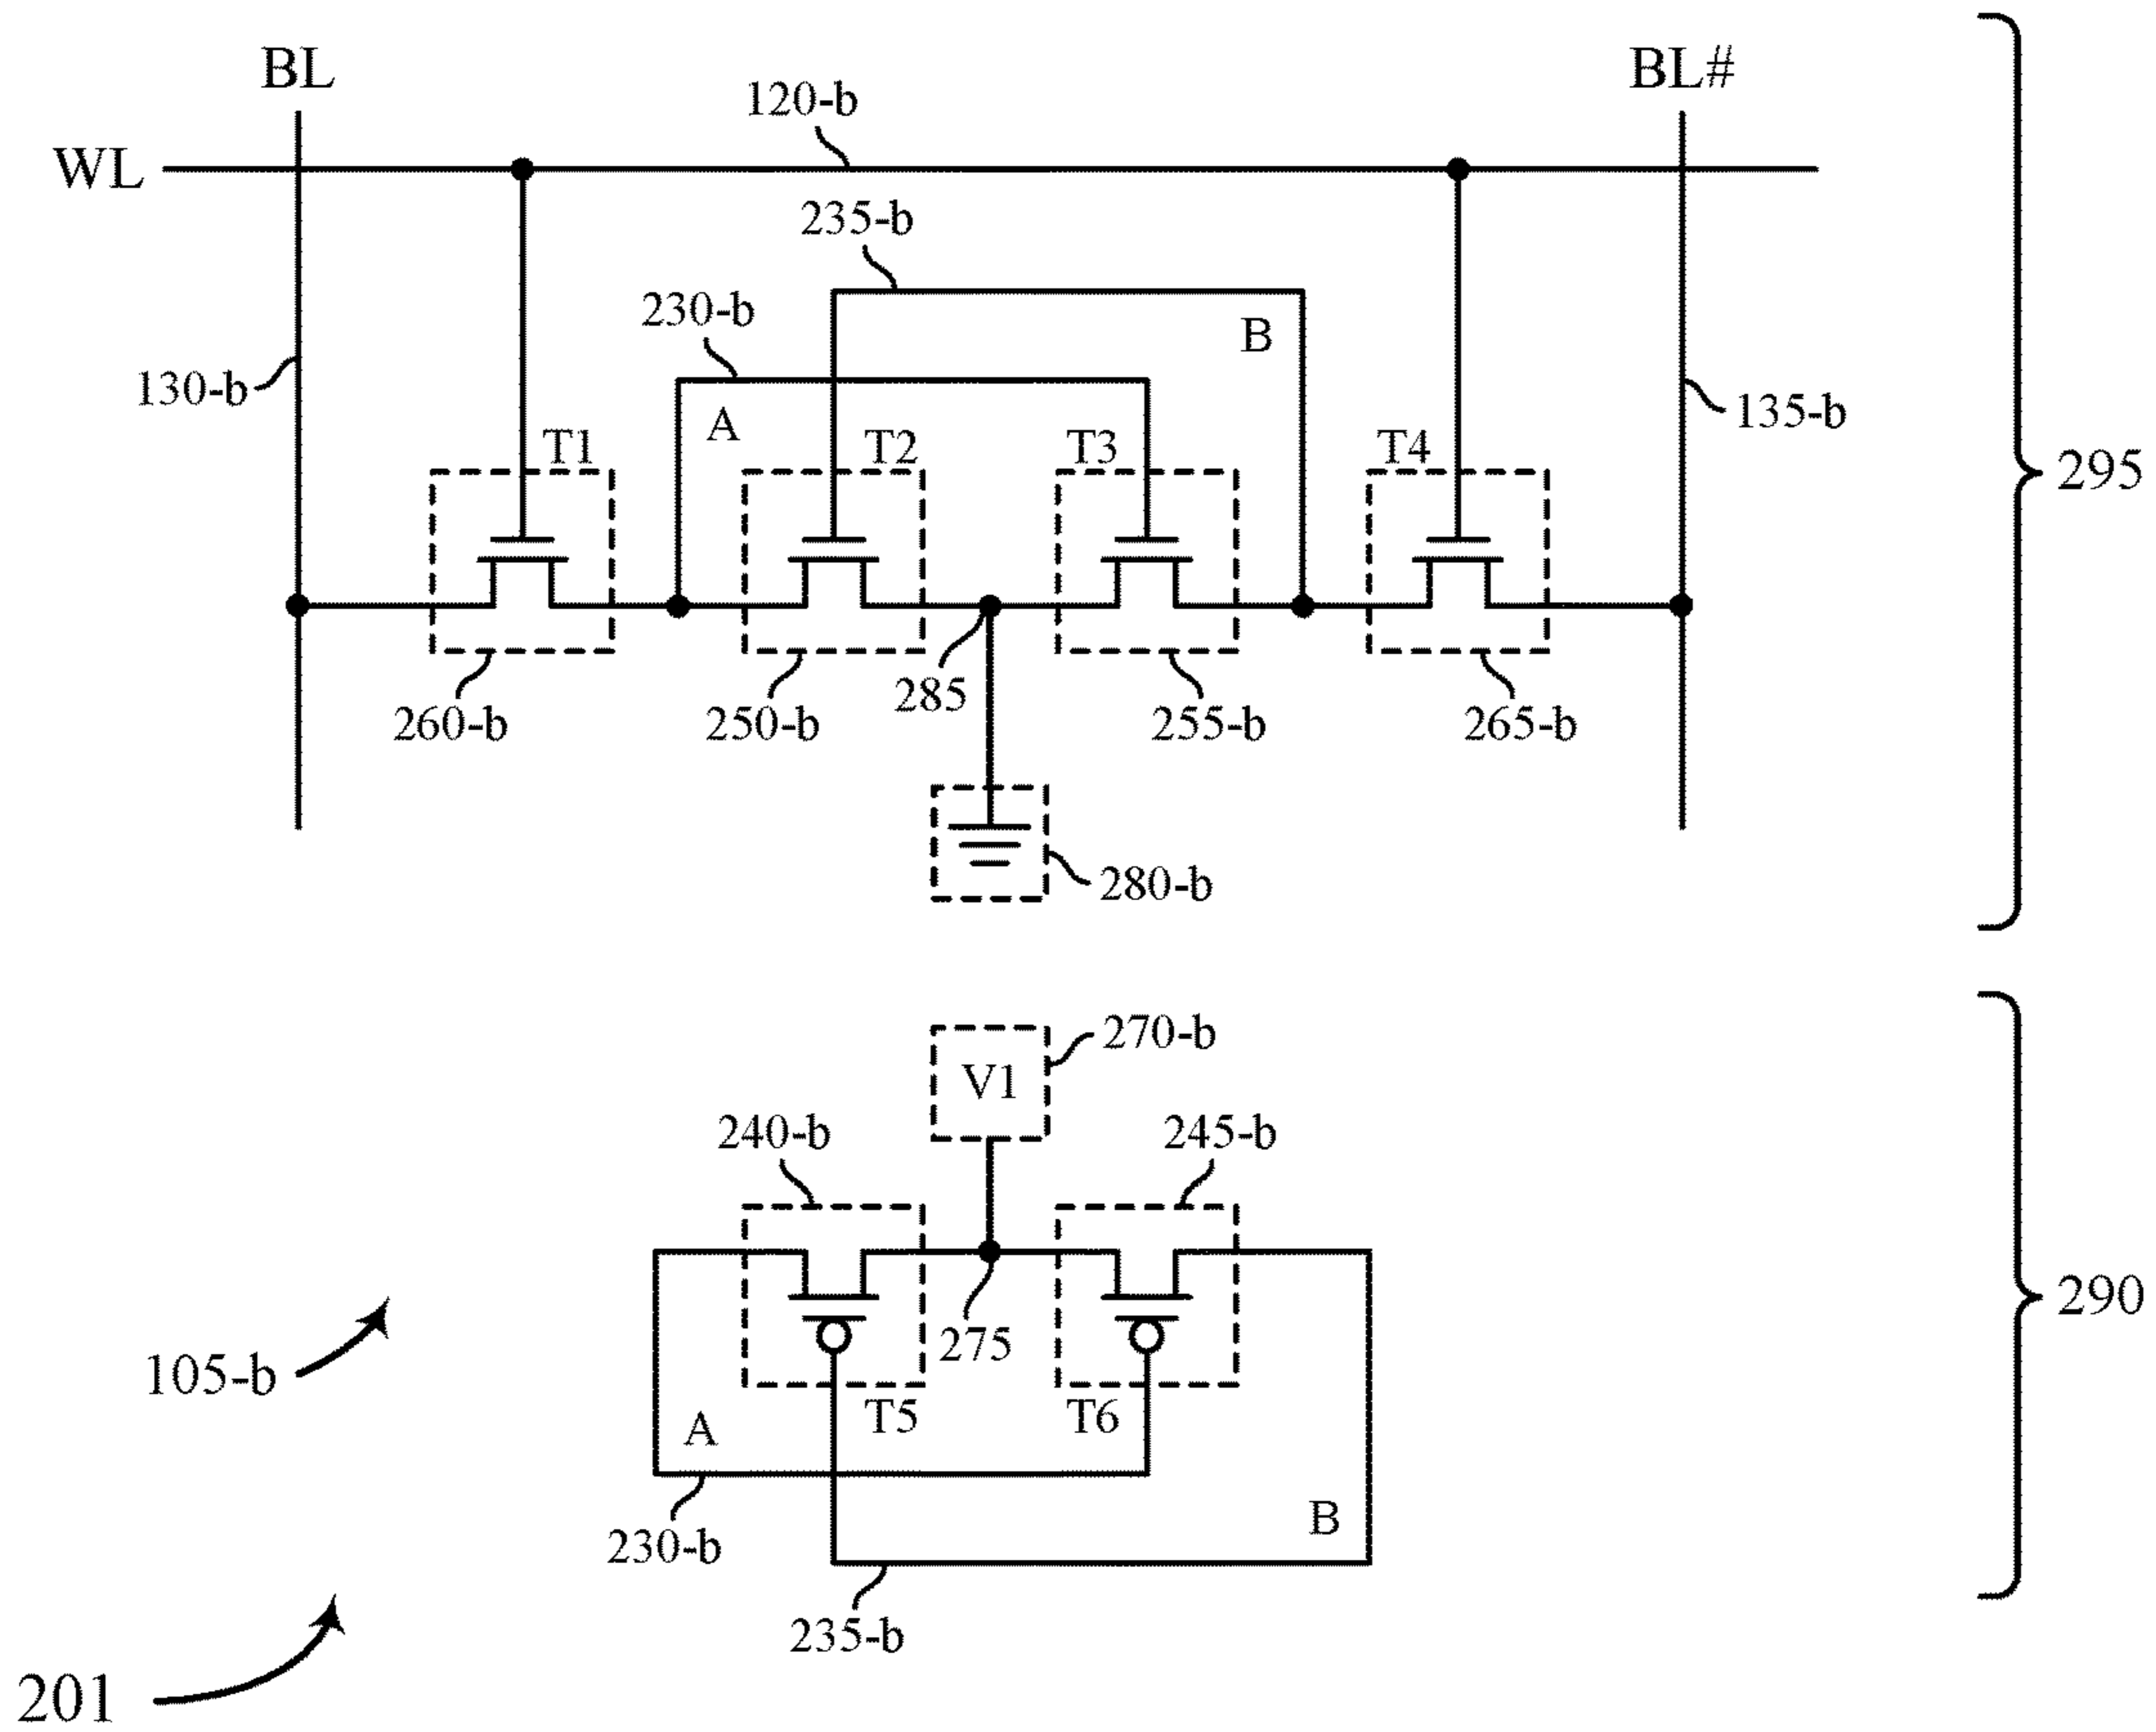 BL
BL#
120-b
WL
235-b
230-b
B
130-b
135-b
A
T1
T2
T3
T4
295
285
260-b
250-b
255-b
265-b
280-b
270-b
V1
240-b
245-b
290
275
105-b
T5
T6
A
B
230-b
235-b
201